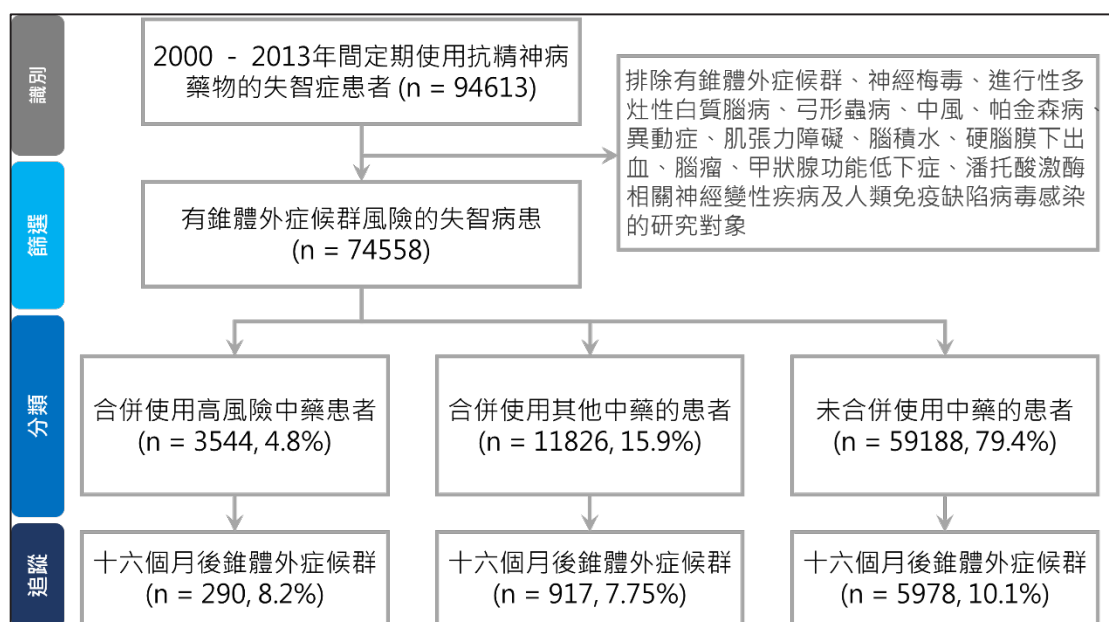 識別
2000 - 2013年間定期使用抗精神病
藥物的失智症患者 (n = 94613)
排除有錐體外症候群、神經梅毒、進行性多
灶性白質腦病、弓形蟲病、中風、帕金森病、
異動症、肌張力障礙、腦積水、硬腦膜下出
血、腦瘤、甲狀腺功能低下症、潘托酸激酶
相關神經變性疾病及人類免疫缺陷病毒感染
的研究對象
篩選
有錐體外症候群風險的失智病患
(n = 74558)
分類
合併使用高風險中藥患者
(n = 3544, 4.8%)
合併使用其他中藥的患者
(n = 11826, 15.9%)
未合併使用中藥的患者
(n = 59188, 79.4%)
追蹤
十六個月後錐體外症候群
(n = 290, 8.2%)
十六個月後錐體外症候群
(n = 917, 7.75%)
十六個月後錐體外症候群
(n = 5978, 10.1%)